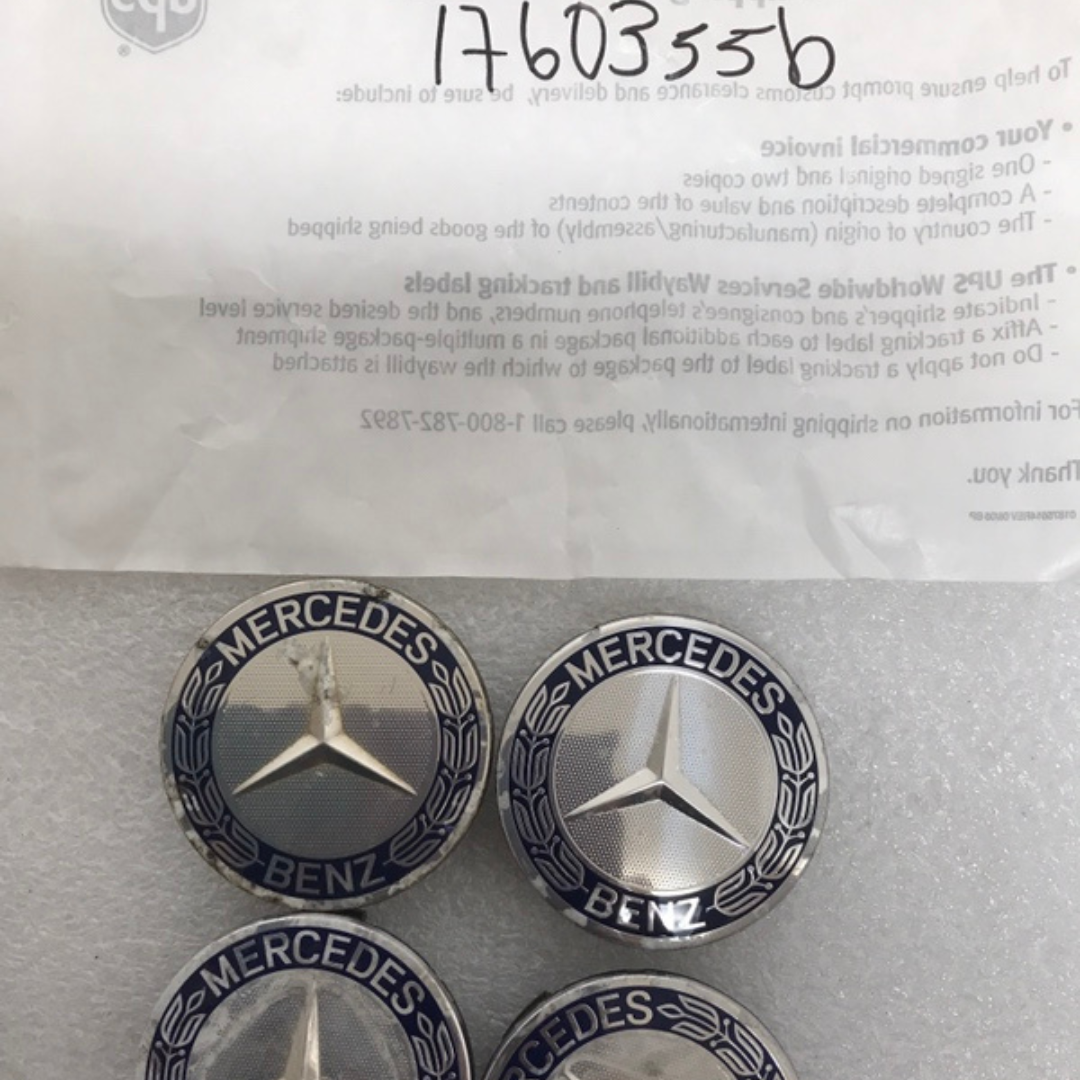 ups
®
1760355b
To help ensure prompt customs clearance and delivery, be sure to include:
• Your commercial invoice
- One signed original and two copies
- A complete description and value of the contents
- The country of origin (manufacturing/assembly) of the goods being shipped
• The UPS Worldwide Services Waybill and tracking labels
- Indicate shipper's and consignee's telephone numbers, and the desired service level
- Affix a tracking label to each additional package in a multiple-package shipment
- Do not apply a tracking label to the package to which the waybill is attached
For information on shipping internationally, please call 1-800-782-7892
Thank you.
MERCEDES
BENZ
MERCEDES
BENZ
MERCEDES
CEDES